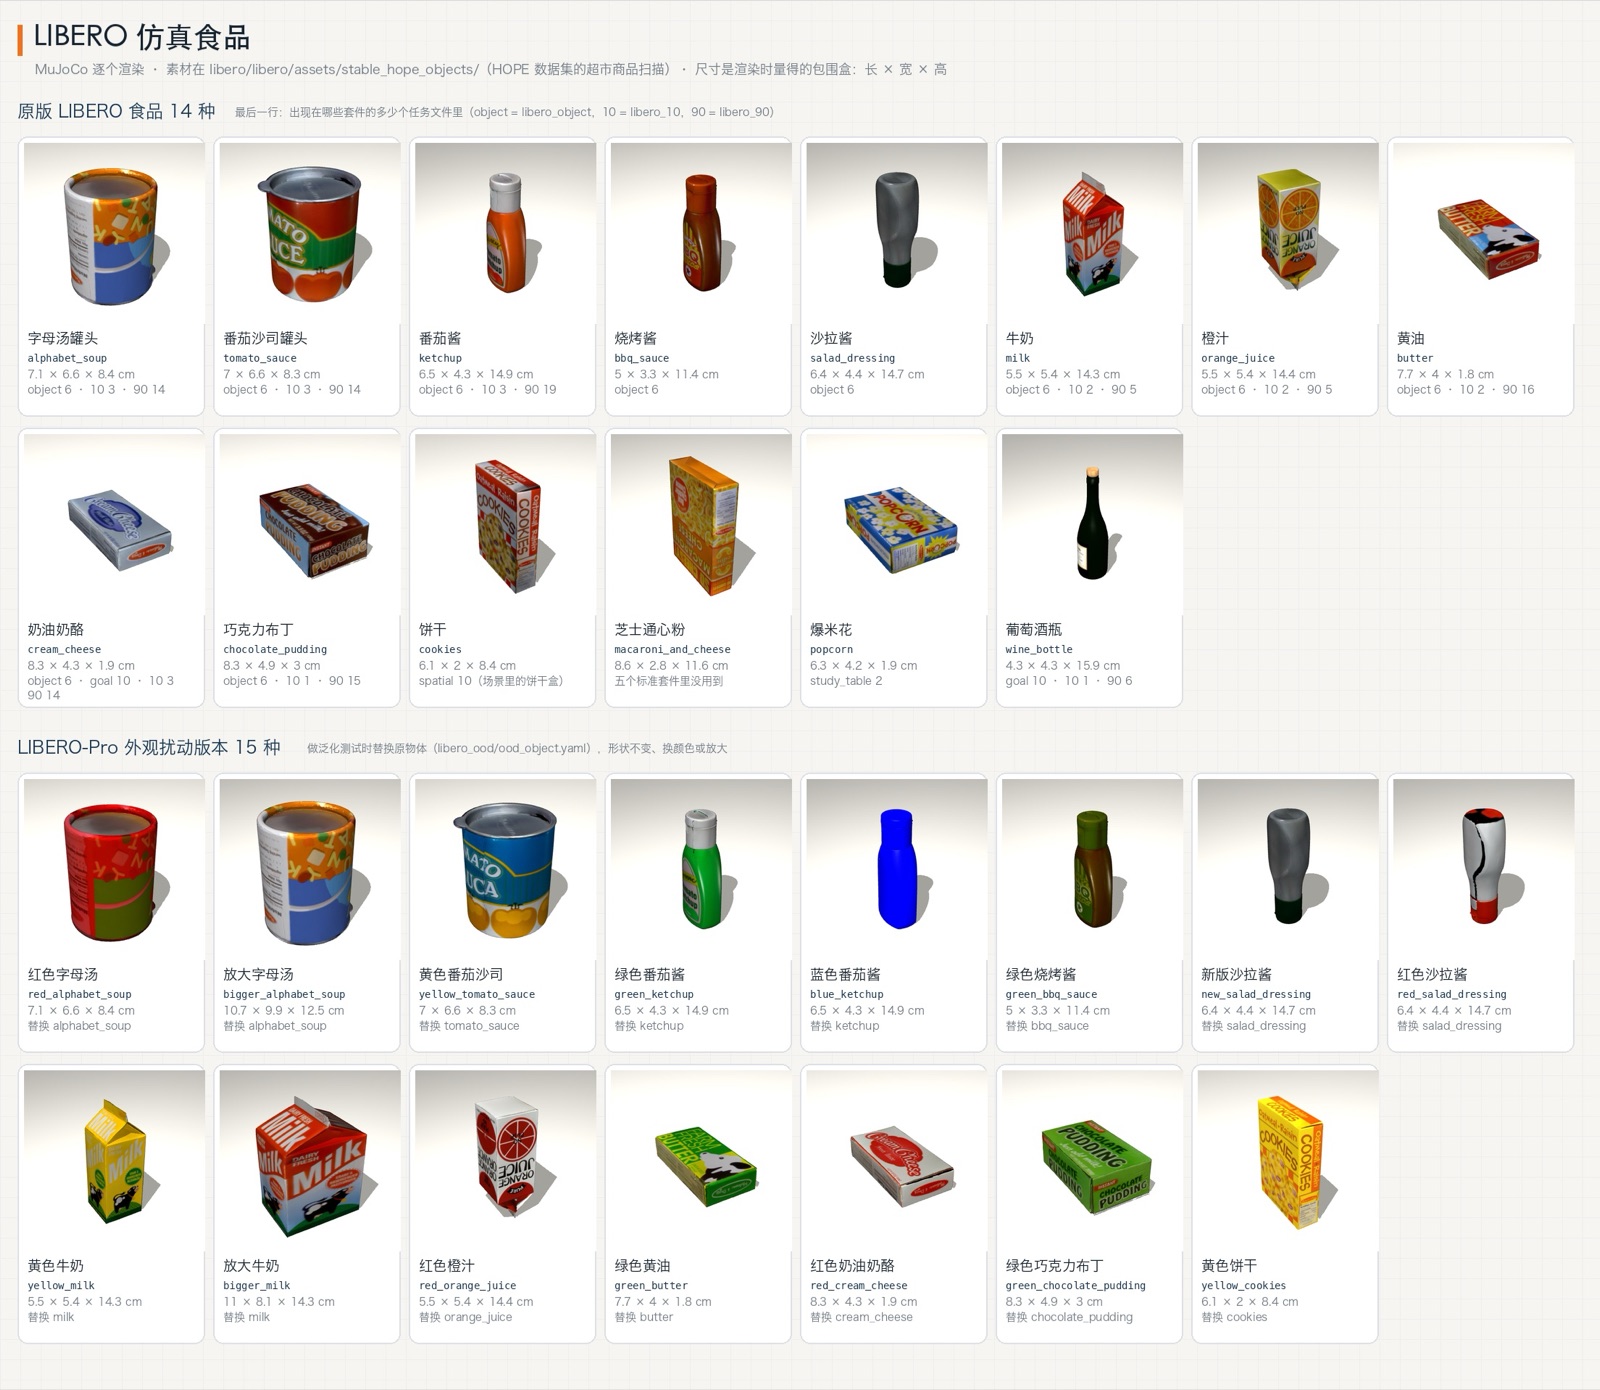 LIBERO 仿真食品
MuJoCo 逐个渲染 · 素材在 libero/libero/assets/stable_hope_objects/（HOPE 数据集的超市商品扫描）· 尺寸是渲染时量得的包围盒：长 × 宽 × 高
原版 LIBERO 食品 14 种 最后一行：出现在哪些套件的多少个任务文件里（object = libero_object，10 = libero_10，90 = libero_90）
字母汤罐头
alphabet_soup
7.1 × 6.6 × 8.4 cm
object 6 · 10 3 · 90 14
番茄沙司罐头
tomato_sauce
7 × 6.6 × 8.3 cm
object 6 · 10 3 · 90 14
番茄酱
ketchup
6.5 × 4.3 × 14.9 cm
object 6 · 10 3 · 90 19
烧烤酱
bbq_sauce
5 × 3.3 × 11.4 cm
object 6
沙拉酱
salad_dressing
6.4 × 4.4 × 14.7 cm
object 6
Milk
Milk
牛奶
milk
5.5 × 5.4 × 14.3 cm
object 6 · 10 2 · 90 5
ORANGE
JUICE
橙汁
orange_juice
5.5 × 5.4 × 14.4 cm
object 6 · 10 2 · 90 5
BUTTER
黄油
butter
7.7 × 4 × 1.8 cm
object 6 · 10 2 · 90 16
Cream Cheese
奶油奶酪
cream_cheese
8.3 × 4.3 × 1.9 cm
object 6 · goal 10 · 10 3
90 14
CHOCOLATE
PUDDING
巧克力布丁
chocolate_pudding
8.3 × 4.9 × 3 cm
object 6 · 10 1 · 90 15
COOKIES
COOKIES
饼干
cookies
6.1 × 2 × 8.4 cm
spatial 10（场景里的饼干盒）
芝士通心粉
macaroni_and_cheese
8.6 × 2.8 × 11.6 cm
五个标准套件里没用到
POPCORN
爆米花
popcorn
6.3 × 4.2 × 1.9 cm
study_table 2
葡萄酒瓶
wine_bottle
4.3 × 4.3 × 15.9 cm
goal 10 · 10 1 · 90 6
LIBERO-Pro 外观扰动版本 15 种 做泛化测试时替换原物体（libero_ood/ood_object.yaml），形状不变、换颜色或放大
红色字母汤
red_alphabet_soup
7.1 × 6.6 × 8.4 cm
替换 alphabet_soup
放大字母汤
bigger_alphabet_soup
10.7 × 9.9 × 12.5 cm
替换 alphabet_soup
黄色番茄沙司
yellow_tomato_sauce
7 × 6.6 × 8.3 cm
替换 tomato_sauce
绿色番茄酱
green_ketchup
6.5 × 4.3 × 14.9 cm
替换 ketchup
蓝色番茄酱
blue_ketchup
6.5 × 4.3 × 14.9 cm
替换 ketchup
绿色烧烤酱
green_bbq_sauce
5 × 3.3 × 11.4 cm
替换 bbq_sauce
新版沙拉酱
new_salad_dressing
6.4 × 4.4 × 14.7 cm
替换 salad_dressing
红色沙拉酱
red_salad_dressing
6.4 × 4.4 × 14.7 cm
替换 salad_dressing
Milk
黄色牛奶
yellow_milk
5.5 × 5.4 × 14.3 cm
替换 milk
DAIRY
FRESH
Milk
放大牛奶
bigger_milk
11 × 8.1 × 14.3 cm
替换 milk
ORANGE
JUICE
红色橙汁
red_orange_juice
5.5 × 5.4 × 14.4 cm
替换 orange_juice
BUTTER
绿色黄油
green_butter
7.7 × 4 × 1.8 cm
替换 butter
Cream Cheese
红色奶油奶酪
red_cream_cheese
8.3 × 4.3 × 1.9 cm
替换 cream_cheese
CHOCOLATE
PUDDING
CHOCOLATE
PUDDING
绿色巧克力布丁
green_chocolate_pudding
8.3 × 4.9 × 3 cm
替换 chocolate_pudding
COOKIES
COOKIES
黄色饼干
yellow_cookies
6.1 × 2 × 8.4 cm
替换 cookies